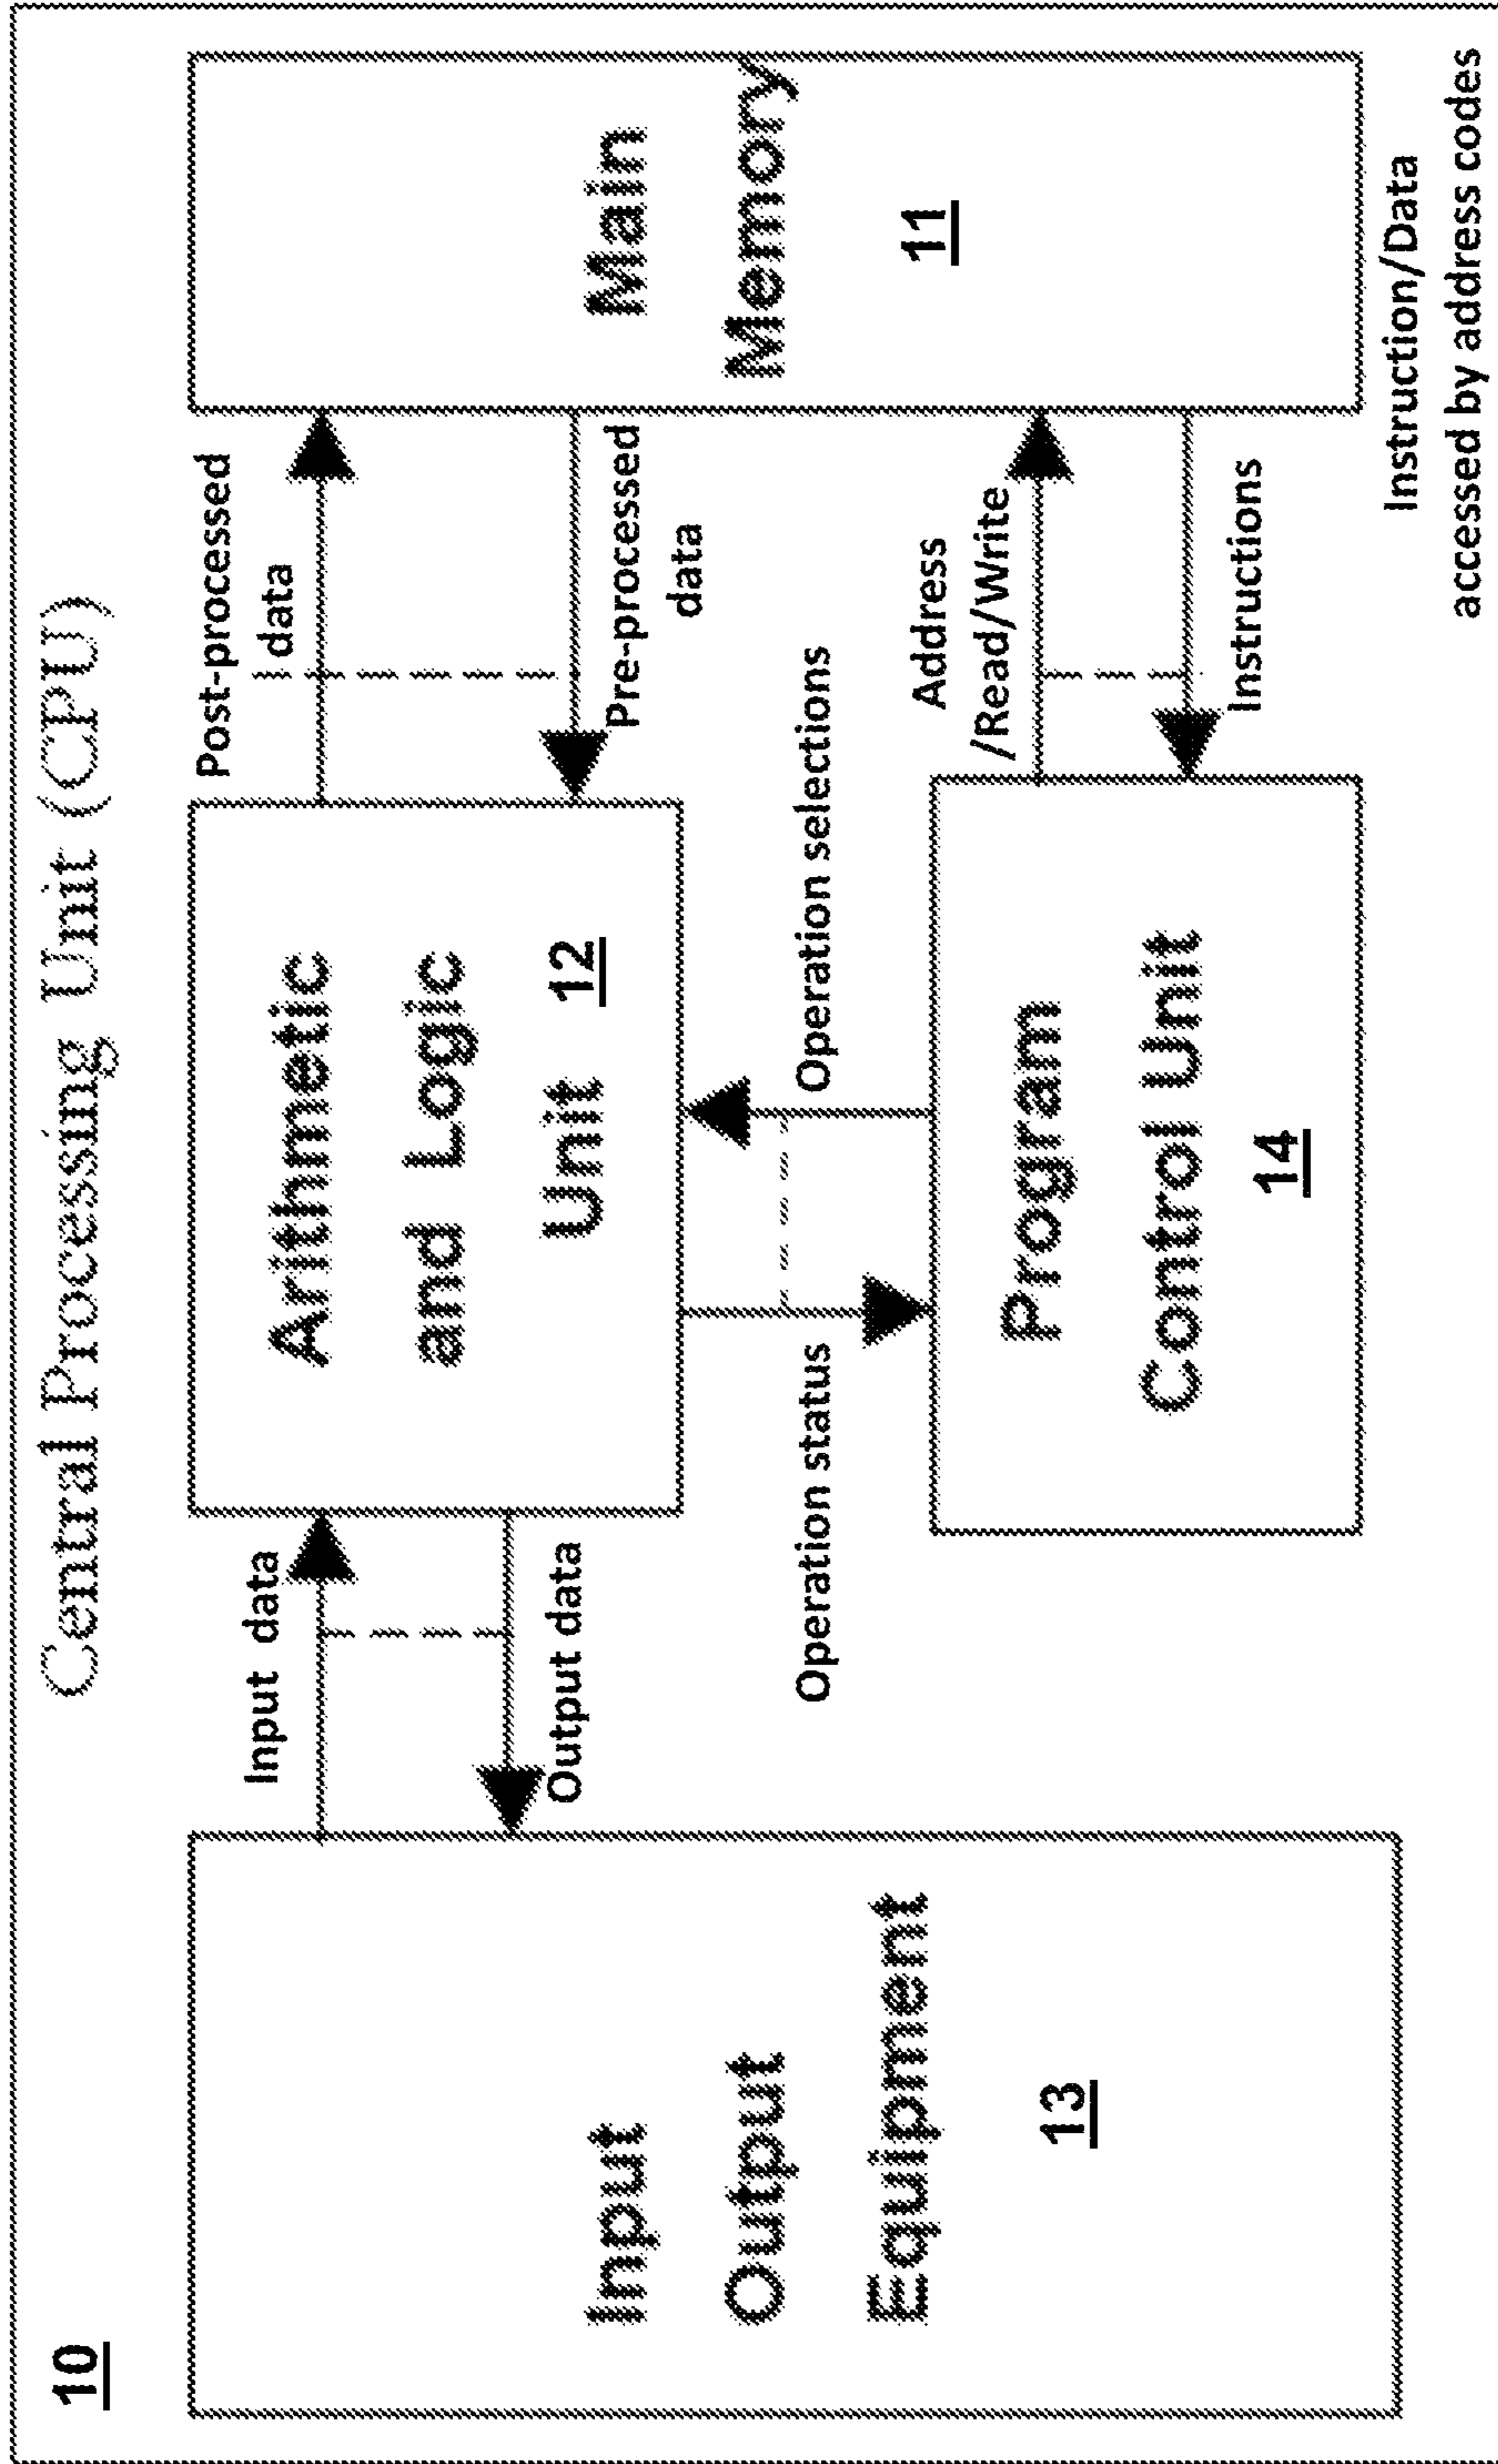 10
Central Processing Unit (CPU)
Input
Output
Equipment
13
Input data
Output data
Arithmetic
and Logic
Unit 12
Operation status
Operation selections
Program
Control Unit
14
Post-processed
data
Pre-processed
data
Address
/Read/Write
Instructions
Main
Memory
11
Instruction/Data
accessed by address codes